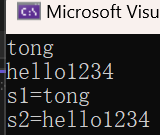 Microsoft Visu
tong
hello1234
s1=tong
s2=hello1234